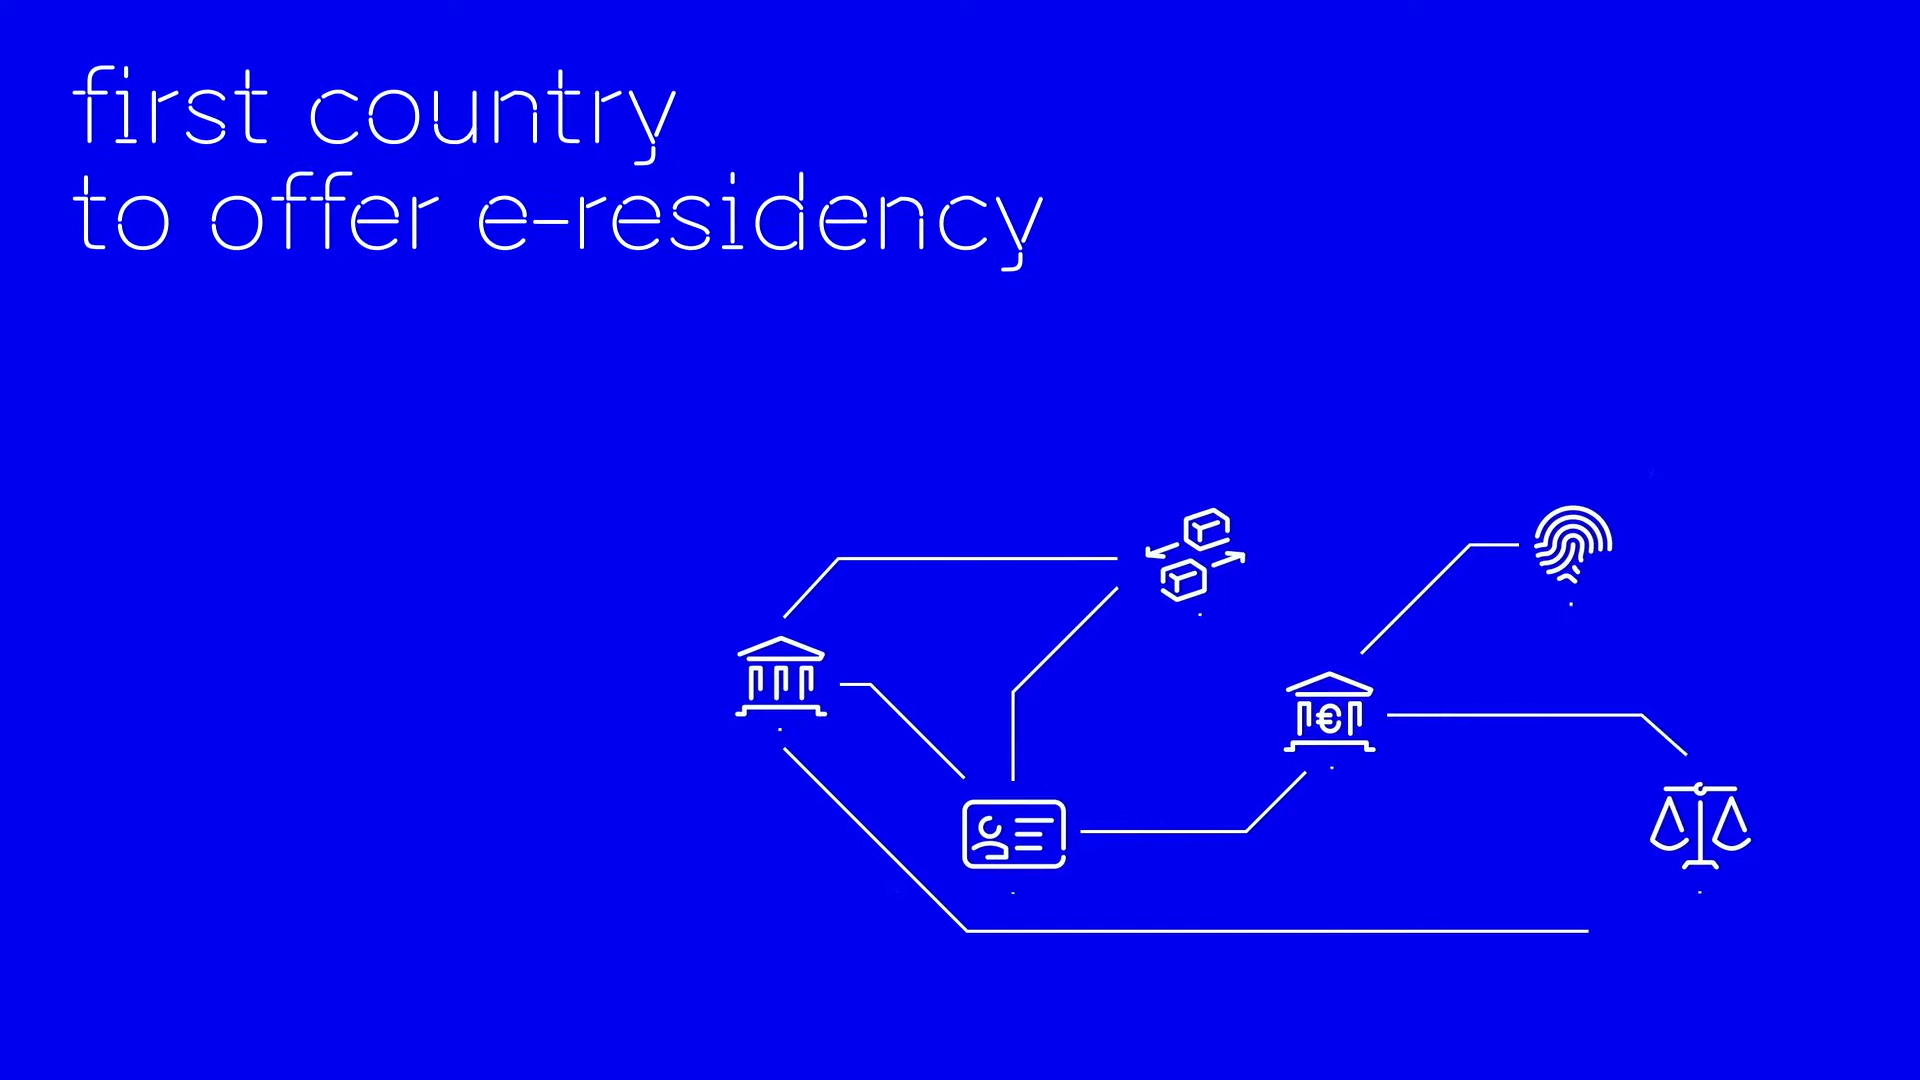 first country
to offer e-residency
€